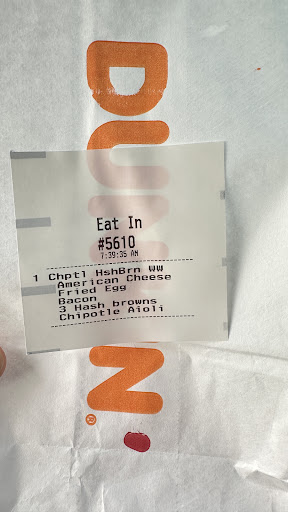 DUNKIN'
®
Eat In
#5610
7:39:35 AM
1 Chptl HshBrn WW
American Cheese
Fried Egg
Bacon
3 Hash browns
Chipotle Aioli